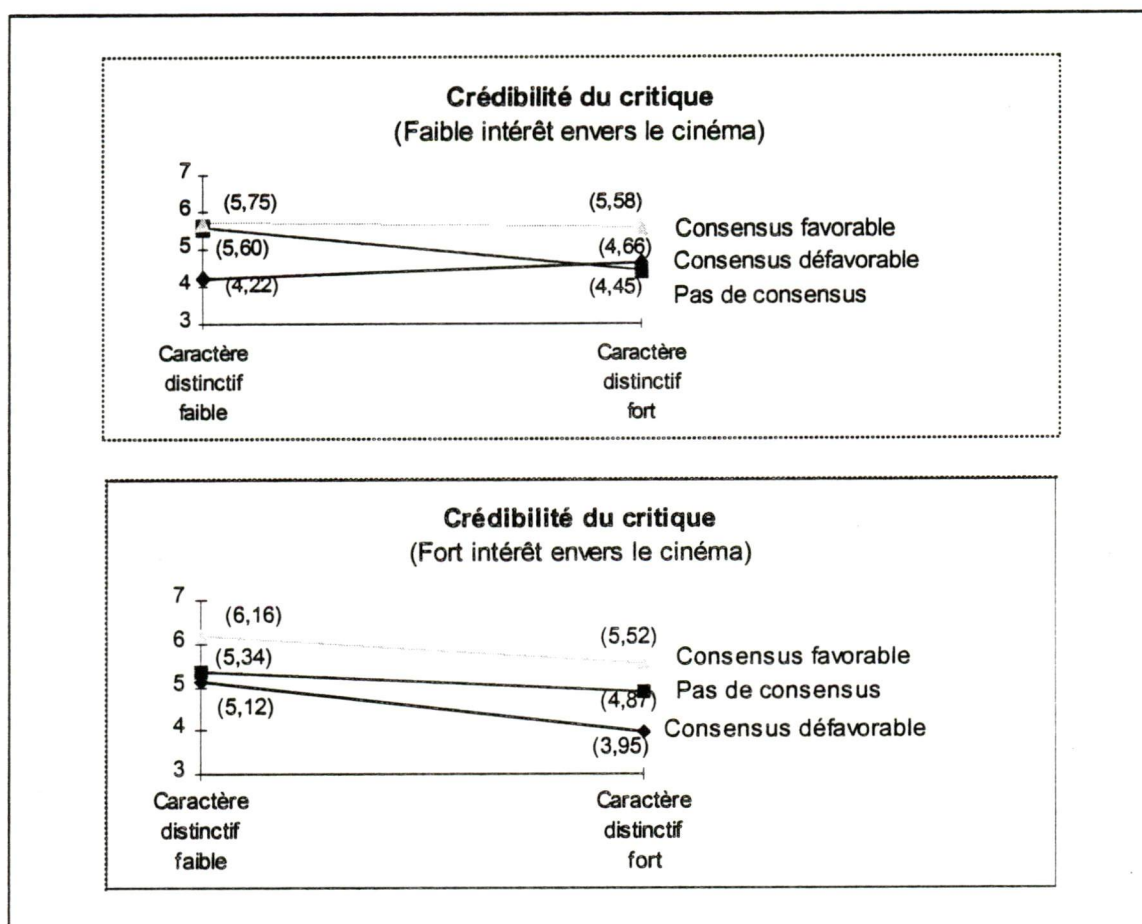 Crédibilité du critique
(Faible intérêt envers le cinéma)
7
6
5
4
3
(5,75)
(5,60)
(4,22)
(5,58)
(4,66)
(4,45)
Consensus favorable
Consensus défavorable
Pas de consensus
Caractère
distinctif
faible
Caractère
distinctif
fort
Crédibilité du critique
(Fort intérêt envers le cinéma)
7
6
5
4
3
(6,16)
(5,34)
(5,12)
(5,52)
(4,87)
(3,95)
Consensus favorable
Pas de consensus
Consensus défavorable
Caractère
distinctif
faible
Caractère
distinctif
fort